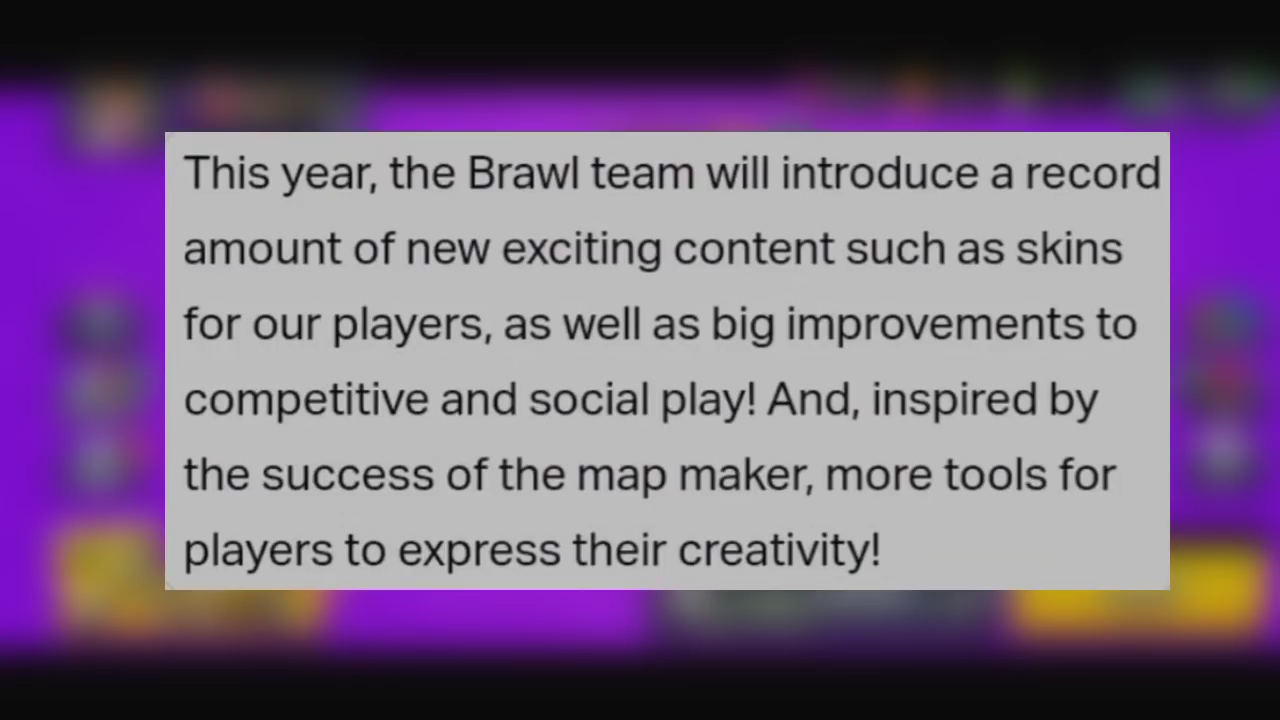 This year, the Brawl team will introduce a record
amount of new exciting content such as skins
for our players, as well as big improvements to
competitive and social play! And, inspired by
the success of the map maker, more tools for
players to express their creativity!